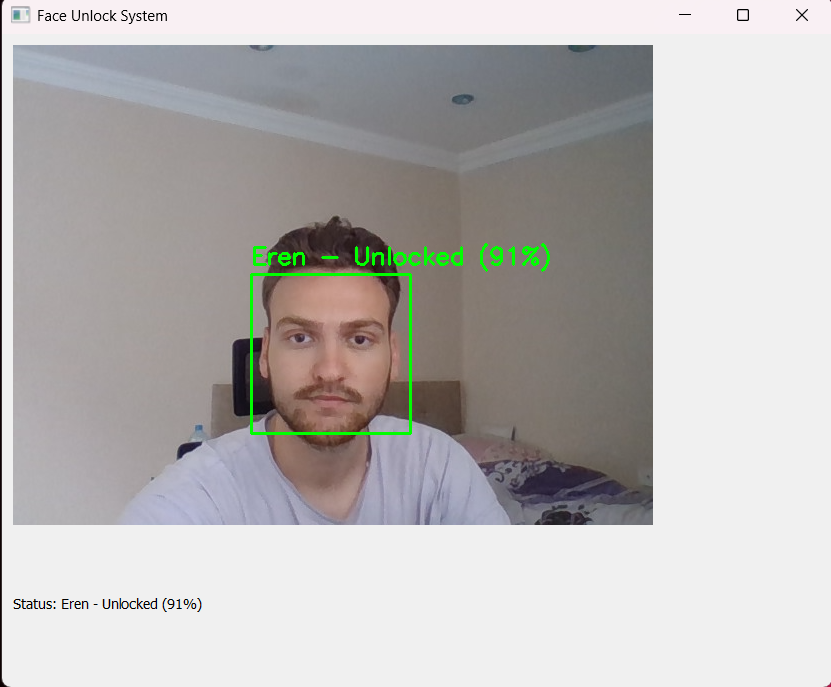 Face Unlock System
Eren - Unlocked (91%)
Status: Eren - Unlocked (91%)